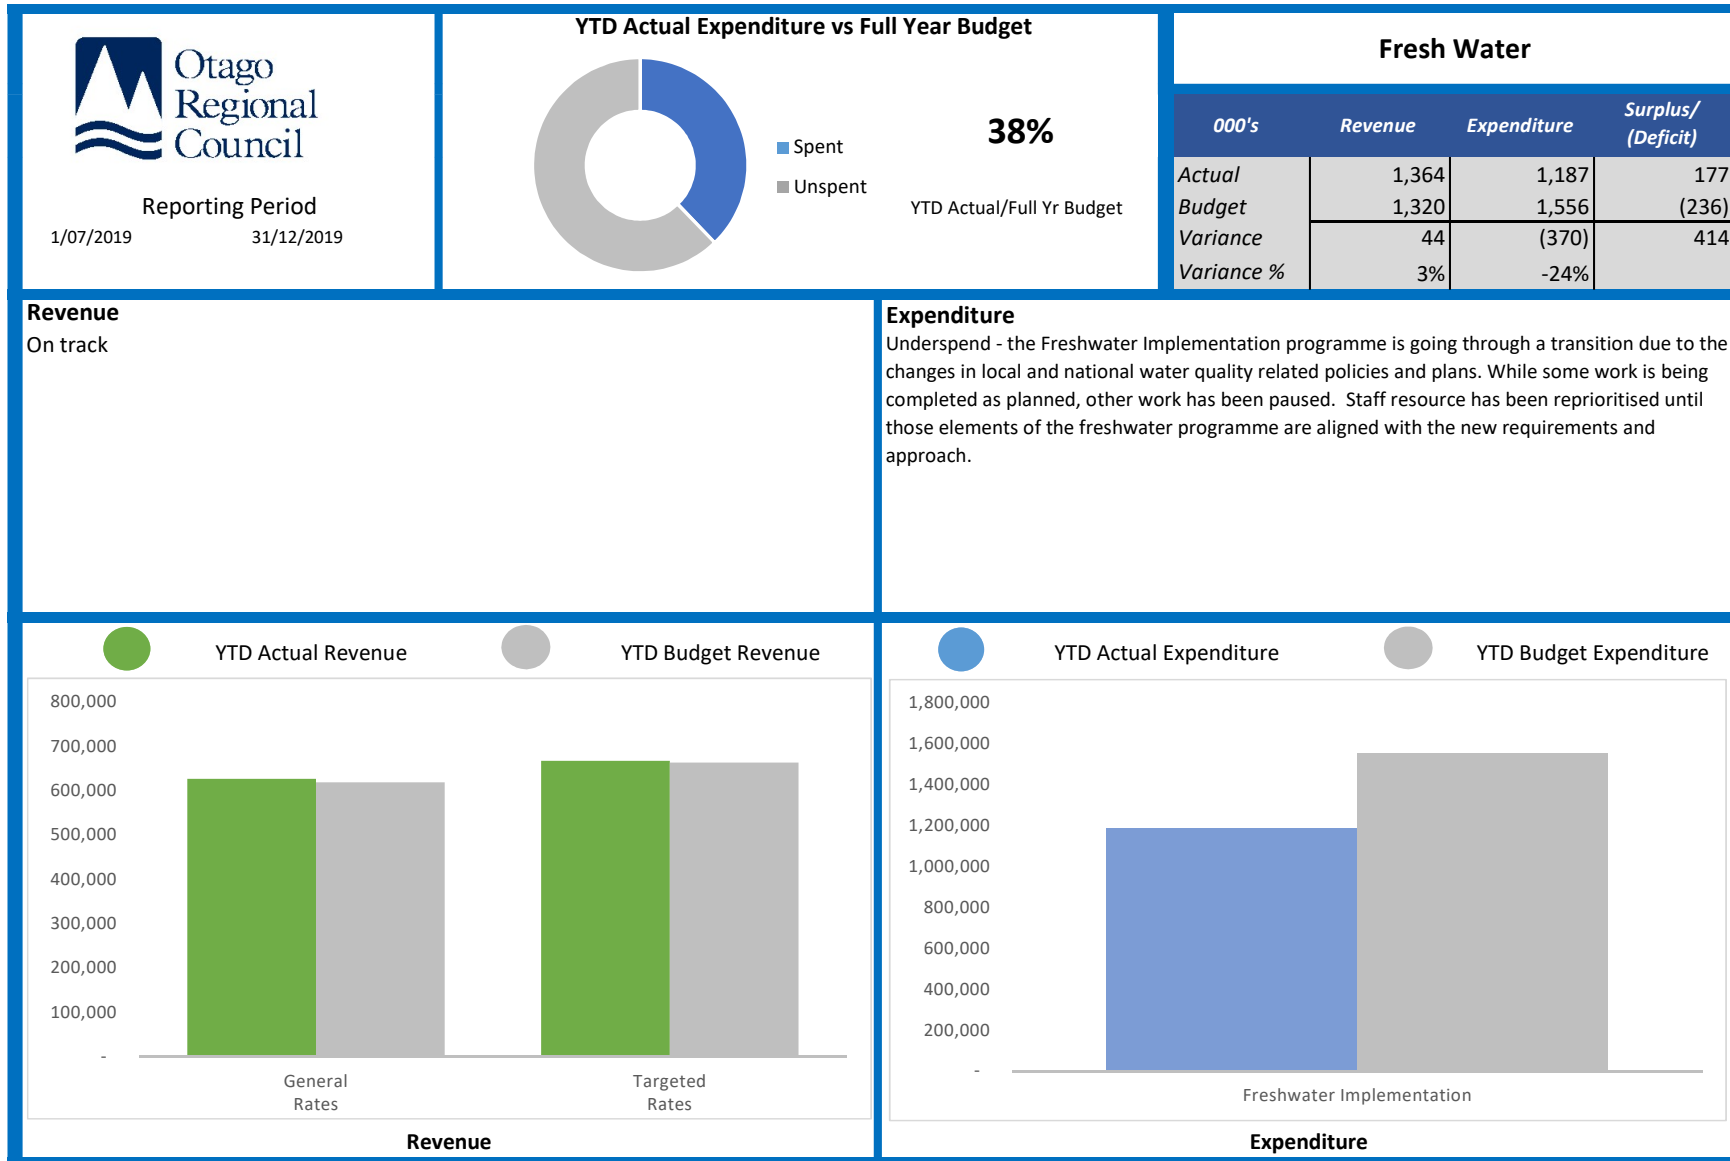 Otago
Regional
Council
Reporting Period
1/07/2019 31/12/2019
YTD Actual Expenditure vs Full Year Budget
Spent
Unspent
38%
YTD Actual/Full Yr Budget
Fresh Water
000's Revenue Expenditure Surplus/ (Deficit)
Actual 1,364 1,187 177
Budget 1,320 1,556 (236)
Variance 44 (370) 414
Variance % 3% -24%
Revenue
On track
Expenditure
Underspend - the Freshwater Implementation programme is going through a transition due to the
changes in local and national water quality related policies and plans. While some work is being
completed as planned, other work has been paused.  Staff resource has been reprioritised until
those elements of the freshwater programme are aligned with the new requirements and
approach.
YTD Actual Revenue YTD Budget Revenue
800,000
700,000
600,000
500,000
400,000
300,000
200,000
100,000
-
General
Rates
Targeted
Rates
Revenue
YTD Actual Expenditure YTD Budget Expenditure
1,800,000
1,600,000
1,400,000
1,200,000
1,000,000
800,000
600,000
400,000
200,000
-
Freshwater Implementation
Expenditure